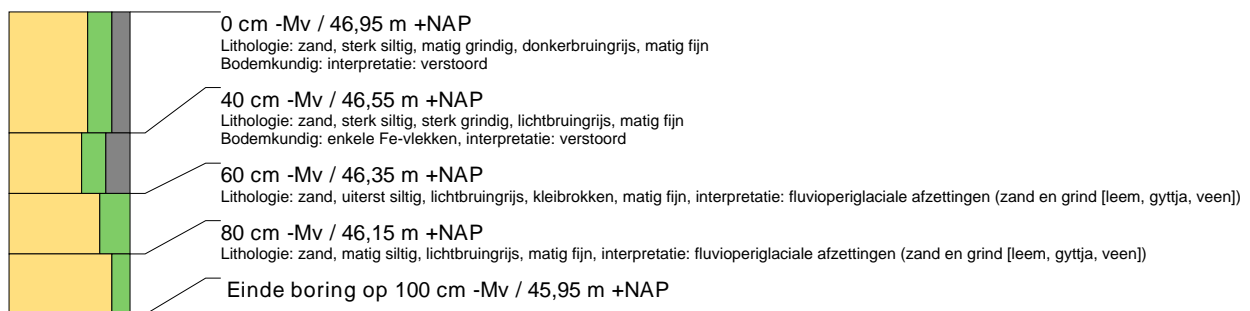 0 cm -Mv / 46,95 m +NAP
Lithologie: zand, sterk siltig, matig grindig, donkerbruingrijs, matig fijn
Bodemkundig: interpretatie: verstoord
40 cm -Mv / 46,55 m +NAP
Lithologie: zand, sterk siltig, sterk grindig, lichtbruingrijs, matig fijn
Bodemkundig: enkele Fe-vlekken, interpretatie: verstoord
60 cm -Mv / 46,35 m +NAP
Lithologie: zand, uiterst siltig, lichtbruingrijs, kleibrokken, matig fijn, interpretatie: fluvioperiglaciale afzettingen (zand en grind [leem, gyttja, veen])
80 cm -Mv / 46,15 m +NAP
Lithologie: zand, matig siltig, lichtbruingrijs, matig fijn, interpretatie: fluvioperiglaciale afzettingen (zand en grind [leem, gyttja, veen])
Einde boring op 100 cm -Mv / 45,95 m +NAP